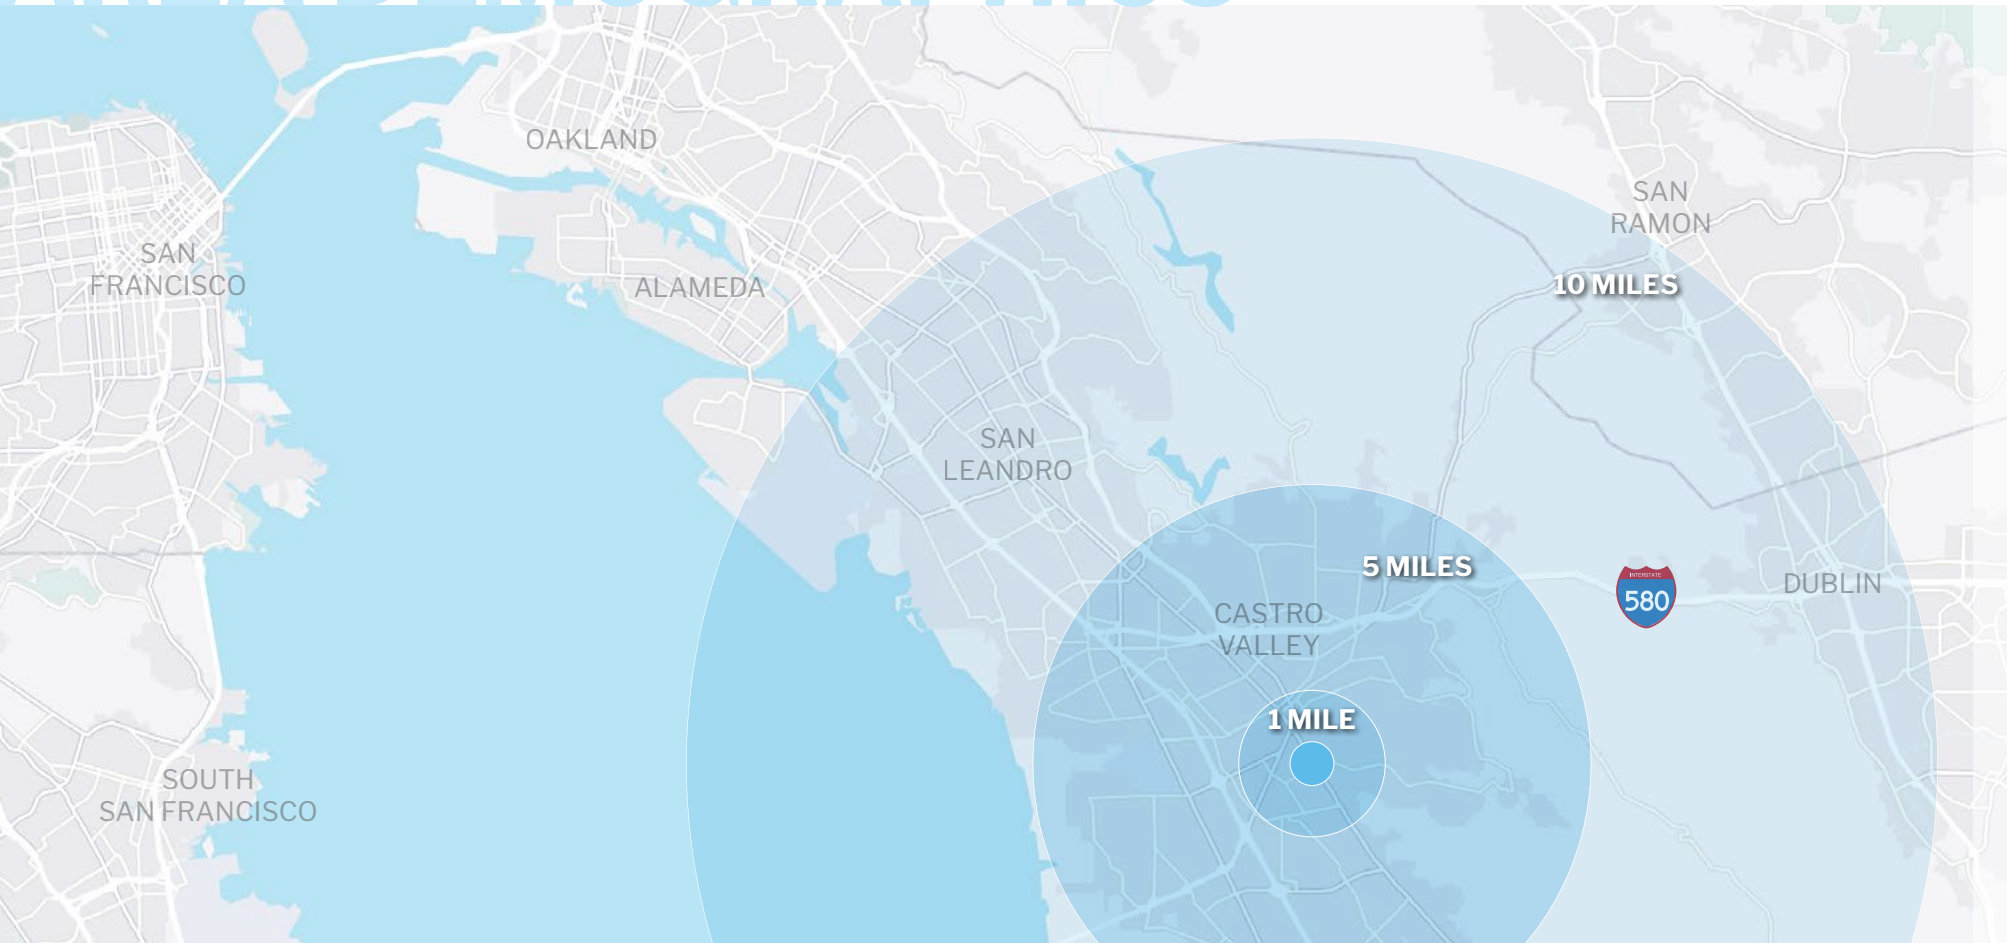 OAKLAND
SAN
RAMON
SAN
FRANCISCO
ALAMEDA
10 MILES
SAN
LEANDRO
5 MILES
INTERSTATE
580
DUBLIN
CASTRO
VALLEY
1 MILE
SOUTH
SAN FRANCISCO